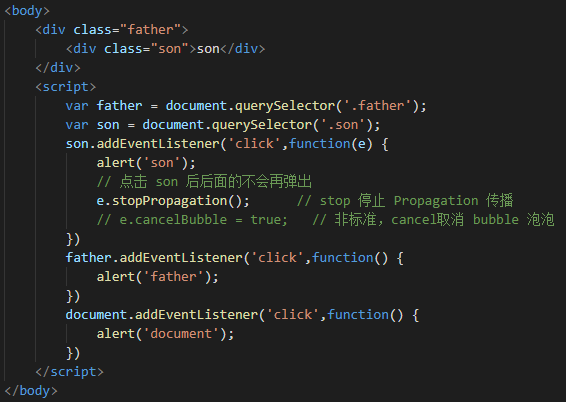 <body>
<div class="father">
<div class="son">son</div>
</div>
<script>
var father = document.querySelector('.father');
var son = document.querySelector('.son');
son.addEventListener('click',function(e) {
alert('son');
// 点击 son 后后面的不会再弹出
e.stopPropagation();      // stop 停止 Propagation 传播
// e.cancelBubble = true;   // 非标准，cancel取消 bubble 泡泡
})
father.addEventListener('click',function() {
alert('father');
})
document.addEventListener('click',function() {
alert('document');
})
</script>
</body>